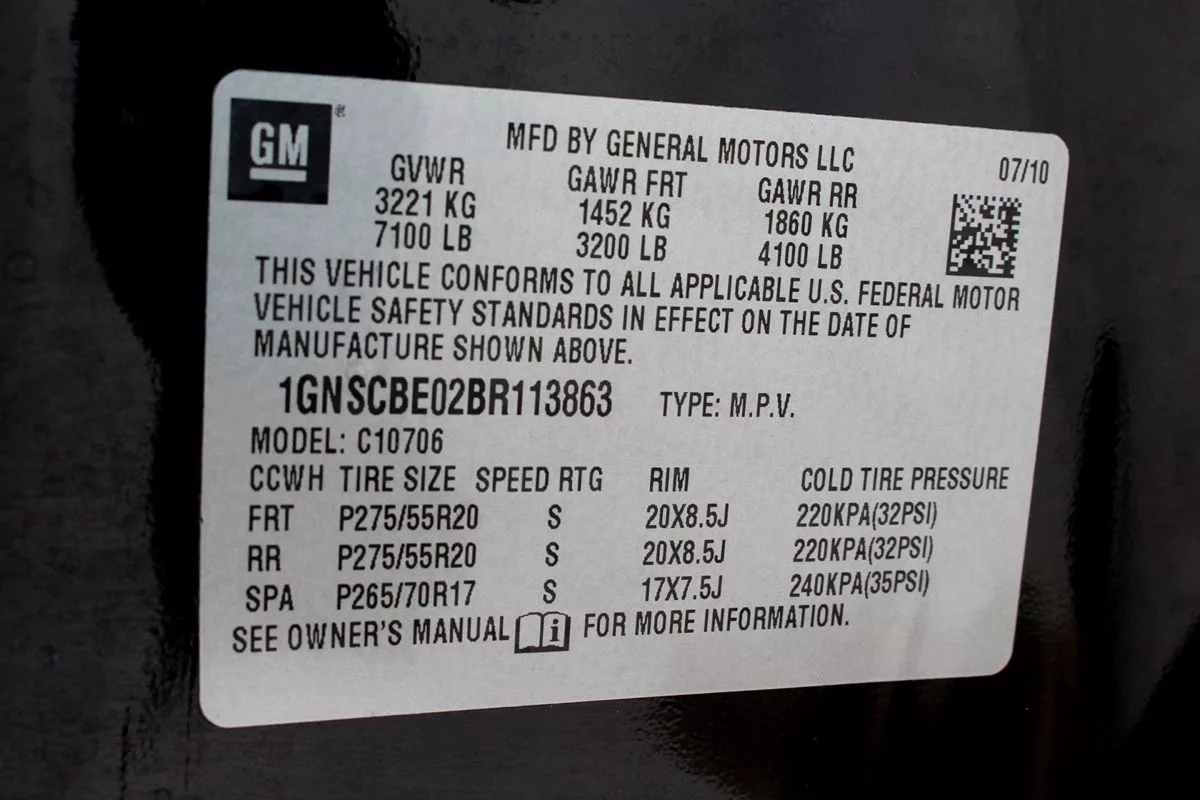 GM®
MFD BY GENERAL MOTORS LLC
07/10
GVWR GAWR FRT GAWR RR
3221 KG 1452 KG 1860 KG
7100 LB 3200 LB 4100 LB
THIS VEHICLE CONFORMS TO ALL APPLICABLE U.S. FEDERAL MOTOR
VEHICLE SAFETY STANDARDS IN EFFECT ON THE DATE OF
MANUFACTURE SHOWN ABOVE.
1GNSCBE02BR113863 TYPE: M.P.V.
MODEL: C10706
CCWH TIRE SIZE SPEED RTG RIM COLD TIRE PRESSURE
FRT P275/55R20 S 20X8.5J 220KPA(32PSI)
RR P275/55R20 S 20X8.5J 220KPA(32PSI)
SPA P265/70R17 S 17X7.5J 240KPA(35PSI)
SEE OWNER'S MANUAL i FOR MORE INFORMATION.